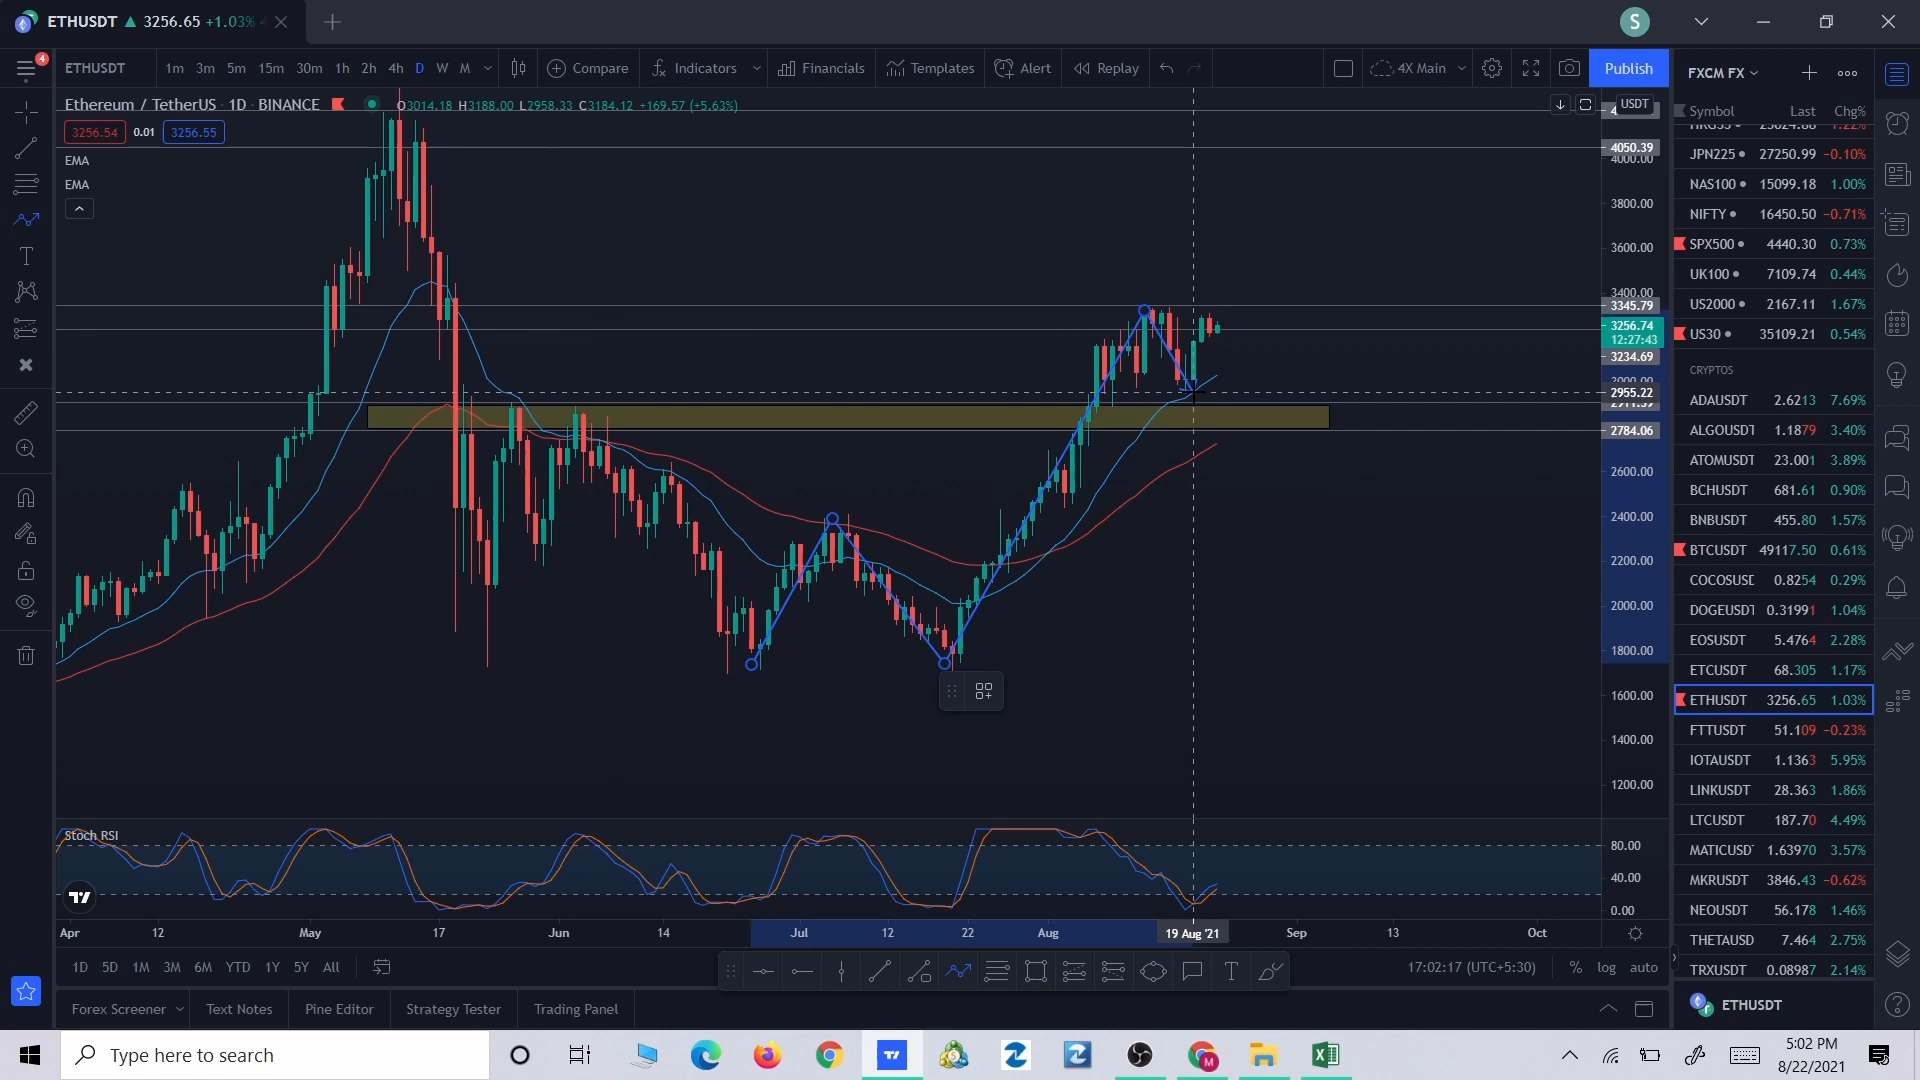 ETHUSDT ▲ 3256.65 +1.03%
S
4
ETHUSDT 1m 3m 5m 15m 30m 1h 2h 4h D W M Compare Indicators Financials Templates Alert Replay 4X Main Publish
FXCM FX
Ethereum / TetherUS · 1D · BINANCE O3014.18 H3188.00 L2958.33 C3184.12 +169.57 (+5.63%)
3256.54 0.01 3256.55
EMA
EMA
USDT
4050.39
4000.00
3800.00
3600.00
3400.00
3345.79
3256.74
12:27:43
3234.69
2955.22
2784.06
2600.00
2400.00
2200.00
2000.00
1800.00
1600.00
1400.00
1200.00
Stoch RSI
80.00
40.00
0.00
Apr 12 May 17 Jun 14 Jul 12 22 Aug 19 Aug '21 Sep 13 Oct
1D 5D 1M 3M 6M YTD 1Y 5Y All
17:02:17 (UTC+5:30) % log auto
Forex Screener Text Notes Pine Editor Strategy Tester Trading Panel
Symbol Last Chg%
JPN225 27250.99 −0.10%
NAS100 15099.18 1.00%
NIFTY 16450.50 −0.71%
SPX500 4440.30 0.73%
UK100 7109.74 0.44%
US2000 2167.11 1.67%
US30 35109.21 0.54%
CRYPTOS
ADAUSDT 2.6213 7.69%
ALGOUSDT 1.1879 3.40%
ATOMUSDT 23.001 3.89%
BCHUSDT 681.61 0.90%
BNBUSDT 455.80 1.57%
BTCUSDT 49117.50 0.61%
COCOSUSD 0.8254 0.29%
DOGEUSDT 0.31991 1.04%
EOSUSDT 5.4764 2.28%
ETCUSDT 68.305 1.17%
ETHUSDT 3256.65 1.03%
FTTUSDT 51.109 −0.23%
IOTAUSDT 1.1363 5.95%
LINKUSDT 28.363 1.86%
LTCUSDT 187.70 4.49%
MATICUSD 1.63970 3.57%
MKRUSDT 3846.43 −0.62%
NEOUSDT 56.178 1.46%
THETAUSD 7.464 2.75%
TRXUSDT 0.08987 2.14%
ETHUSDT
Type here to search
5:02 PM
8/22/2021